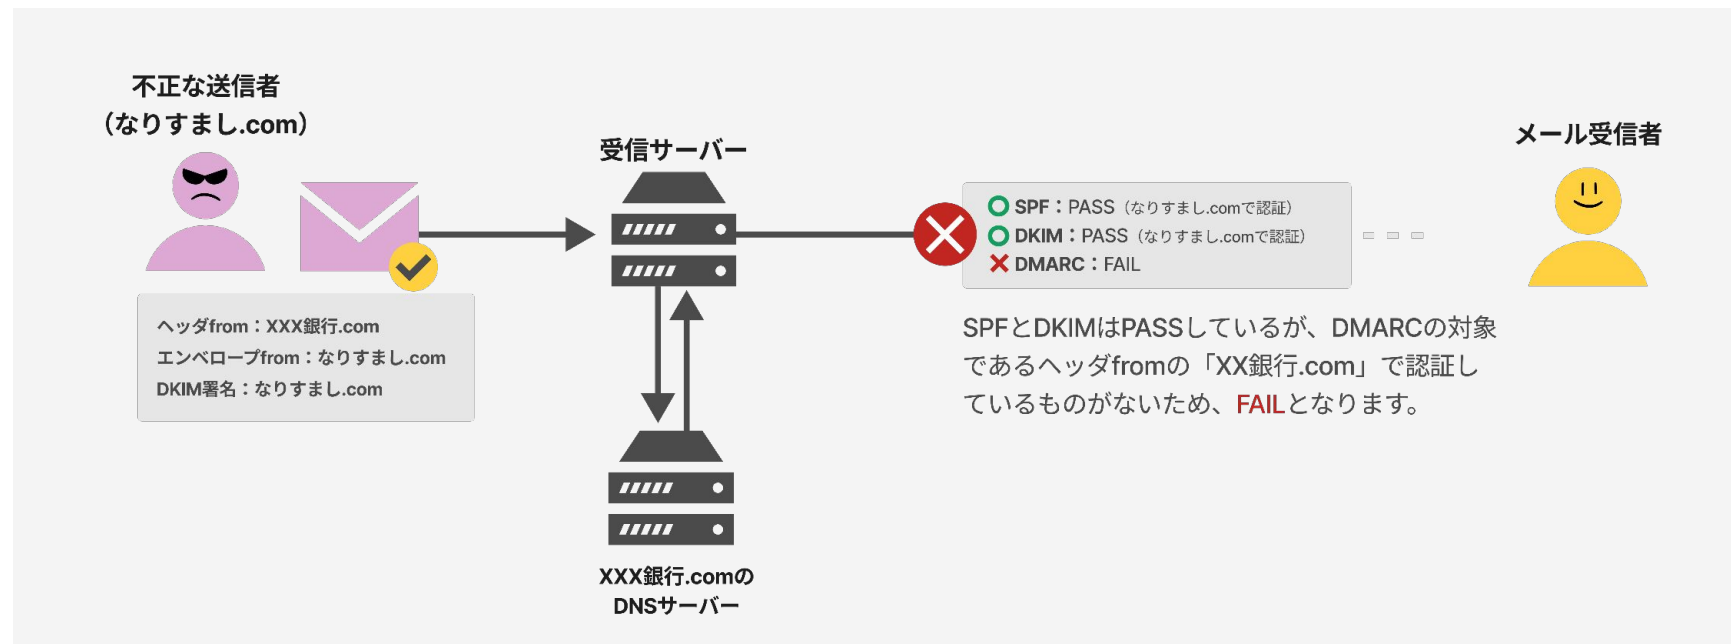 不正な送信者
（なりすまし.com）
ヘッダfrom：XXX銀行.com
エンベロープfrom：なりすまし.com
DKIM署名：なりすまし.com
受信サーバー
XXX銀行.comの
DNSサーバー
SPF：PASS（なりすまし.comで認証）
DKIM：PASS（なりすまし.comで認証）
DMARC：FAIL
SPFとDKIMはPASSしているが、DMARCの対象
であるヘッダfromの「XX銀行.com」で認証し
ているものがないため、FAILとなります。
メール受信者